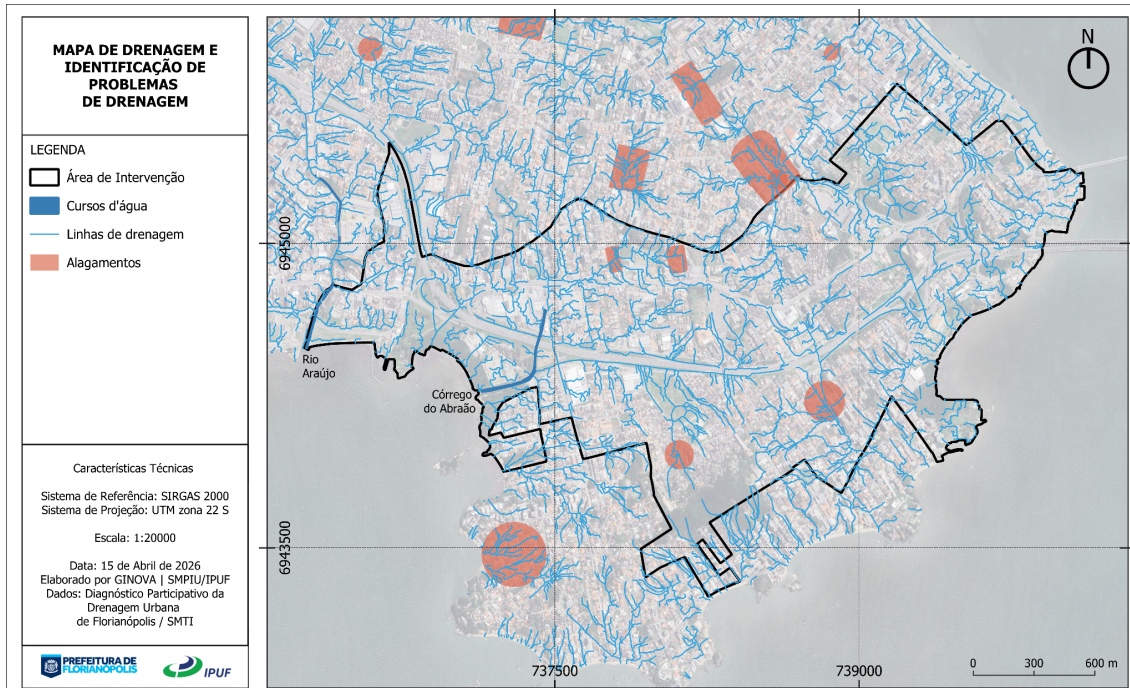 MAPA DE DRENAGEM E
IDENTIFICAÇÃO DE
PROBLEMAS
DE DRENAGEM
LEGENDA
Área de Intervenção
Cursos d'água
Linhas de drenagem
Alagamentos
Características Técnicas
Sistema de Referência: SIRGAS 2000
Sistema de Projeção: UTM zona 22 S
Escala: 1:20000
Data: 15 de Abril de 2026
Elaborado por GINOVA | SMPIU/IPUF
Dados: Diagnóstico Participativo da
Drenagem Urbana
de Florianópolis / SMTI
PREFEITURA DE
FLORIANÓPOLIS
IPUF
N
6945000
Rio
Araújo
Córrego
do Abraão
6943500
737500
739000
0 300 600 m